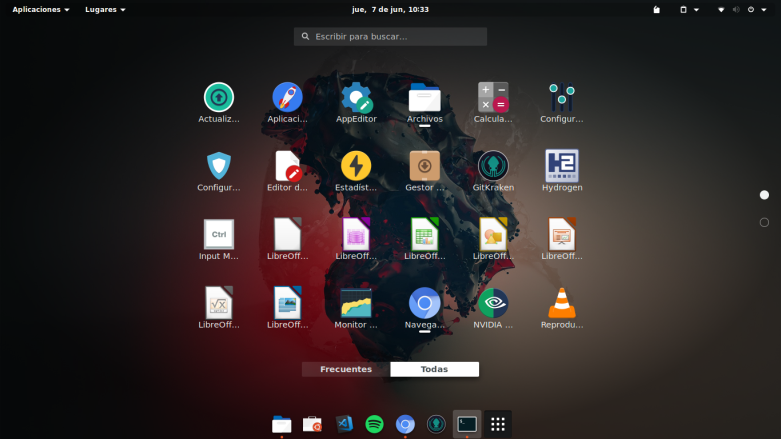 Aplicaciones Lugares jue, 7 de jun, 10:33
Escribir para buscar...
Actualiz... Aplicaci... AppEditor Archivos Calcula... Configur...
Configur... Editor d... Estadíst... Gestor ... GitKraken Hydrogen
Ctrl
Input M... LibreOff... LibreOff... LibreOff... LibreOff... LibreOff...
LibreOff... LibreOff... Monitor ... Navega... NVIDIA ... Reprodu...
Frecuentes Todas